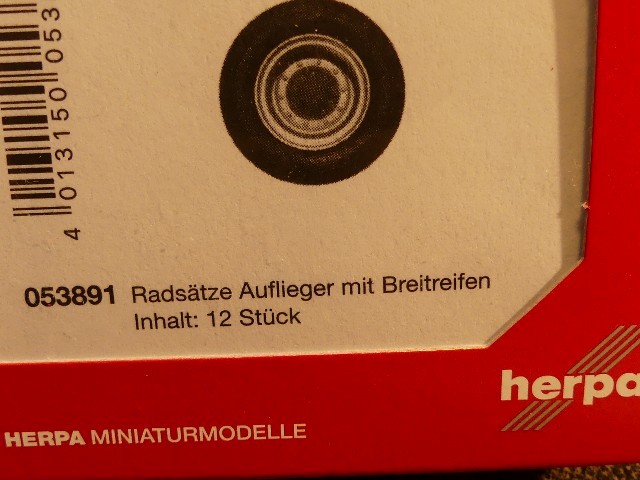 4 013150 053
053891 Radsätze Auflieger mit Breitreifen
Inhalt: 12 Stück
herpa
HERPA MINIATURMODELLE